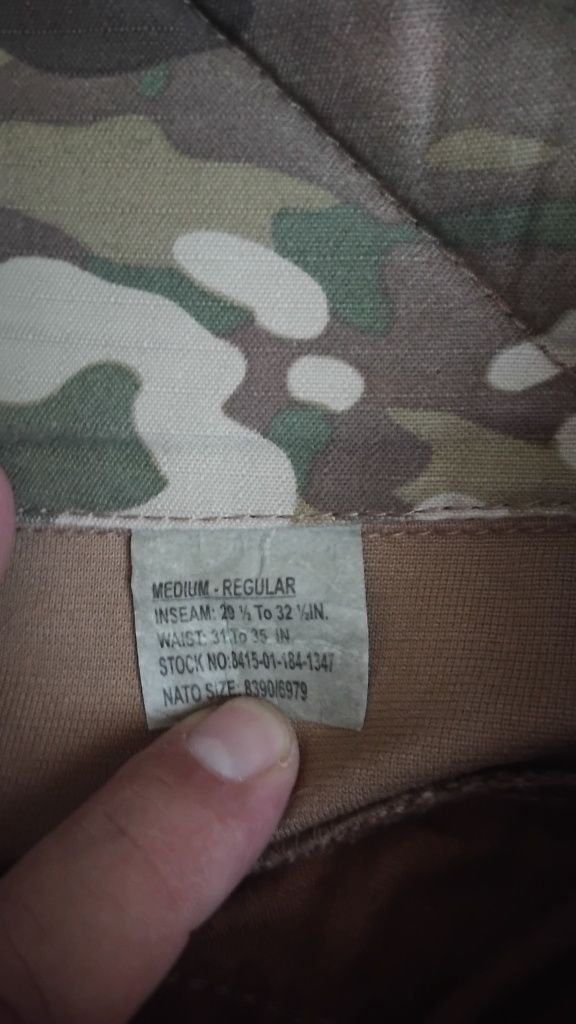 MEDIUM - REGULAR
INSEAM: 29 ½ To 32 ½IN.
WAIST: 31 To 35 IN
STOCK NO:8415-01-184-1347
NATO SIZE: 8390/6979